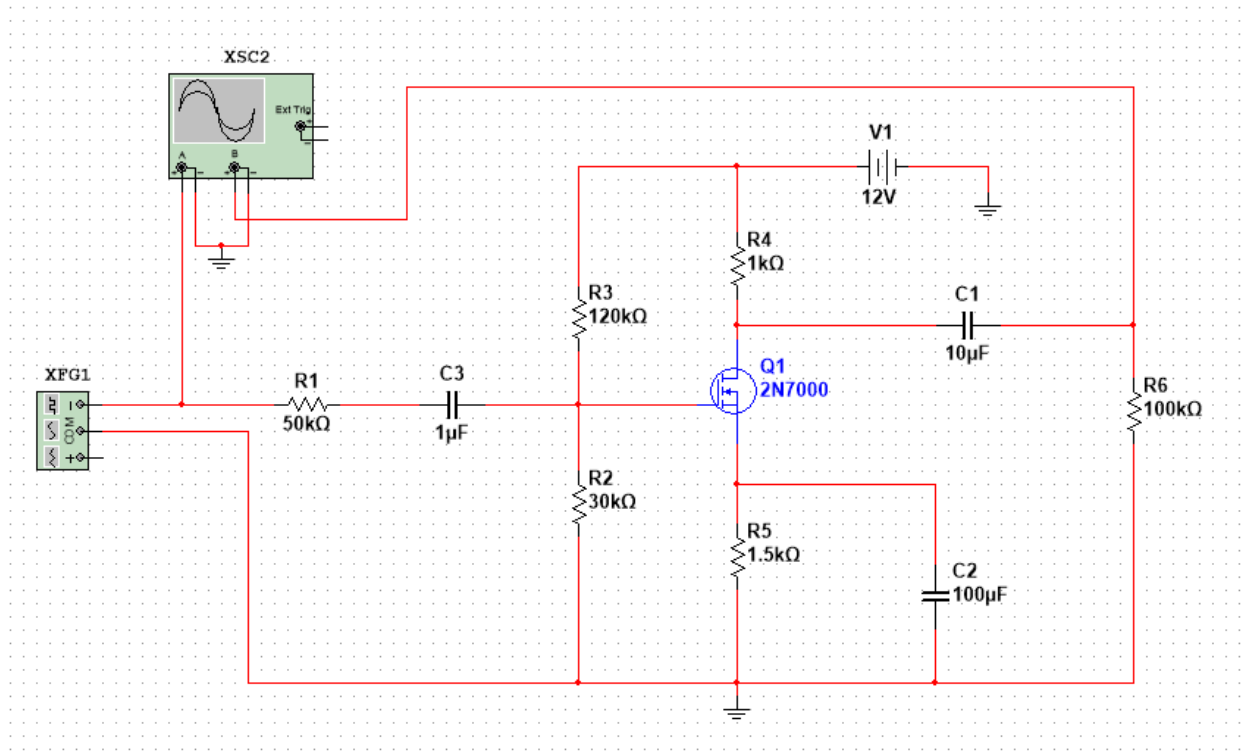 XSC2
Ext Trig
+
−
A
B
+ − + −
V1
12V
R4
1kΩ
R3
120kΩ
C1
10µF
XFG1
COM
−
+
R1
50kΩ
C3
1µF
Q1
2N7000
R6
100kΩ
R2
30kΩ
R5
1.5kΩ
C2
100µF